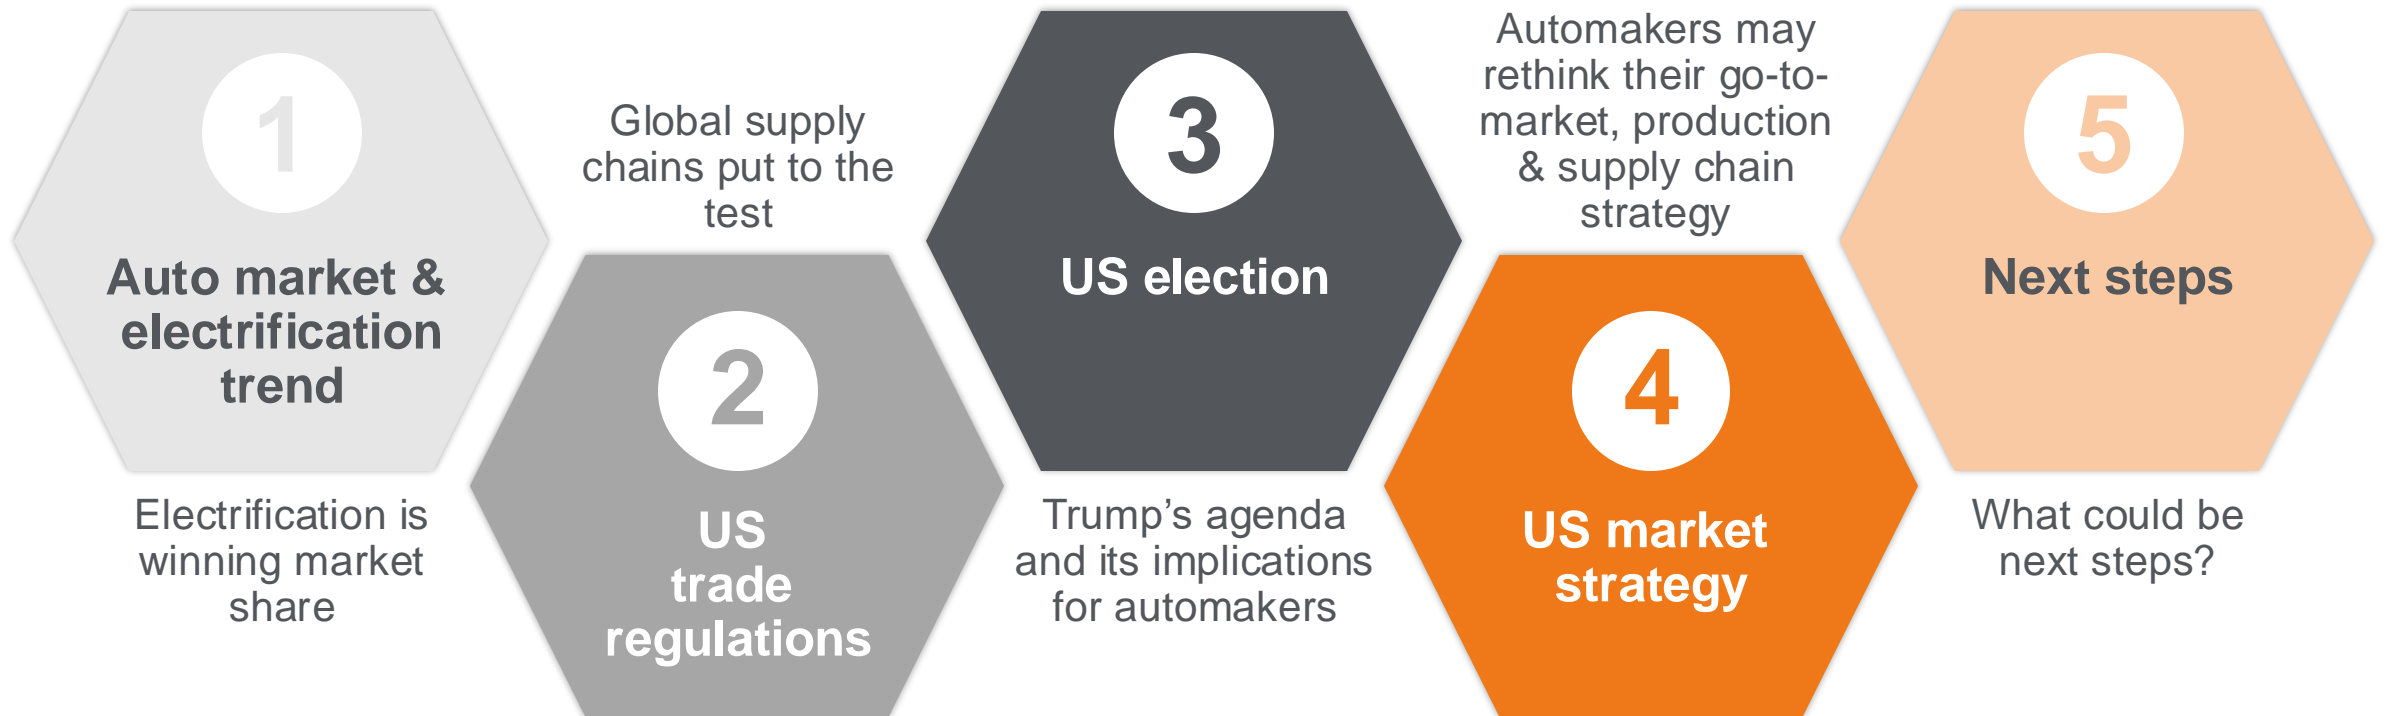 1
Auto market &
electrification
trend
Electrification is
winning market
share
Global supply
chains put to the
test
2
US
trade
regulations
3
US election
Trump’s agenda
and its implications
for automakers
Automakers may
rethink their go-to-
market, production
& supply chain
strategy
4
US market
strategy
5
Next steps
What could be
next steps?